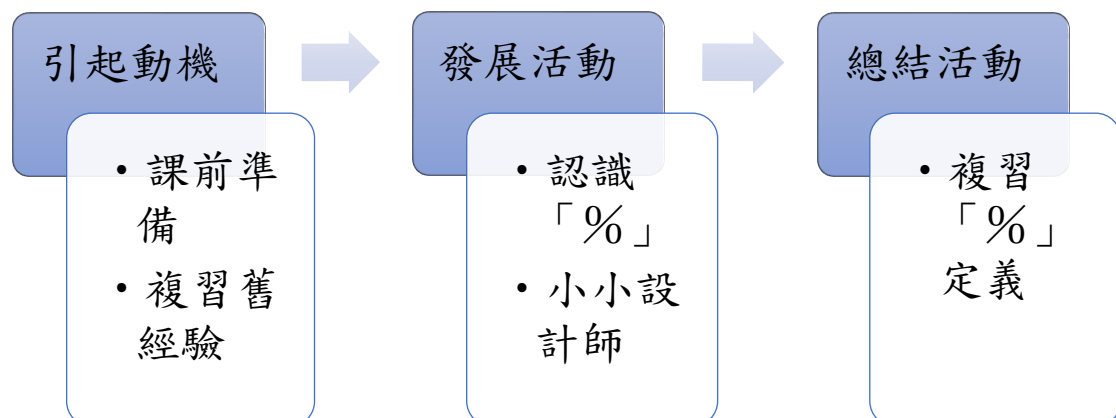 引起動機
• 課前準
備
• 複習舊
經驗
發展活動
• 認識
「%」
• 小小設
計師
總結活動
• 複習
「%」
定義